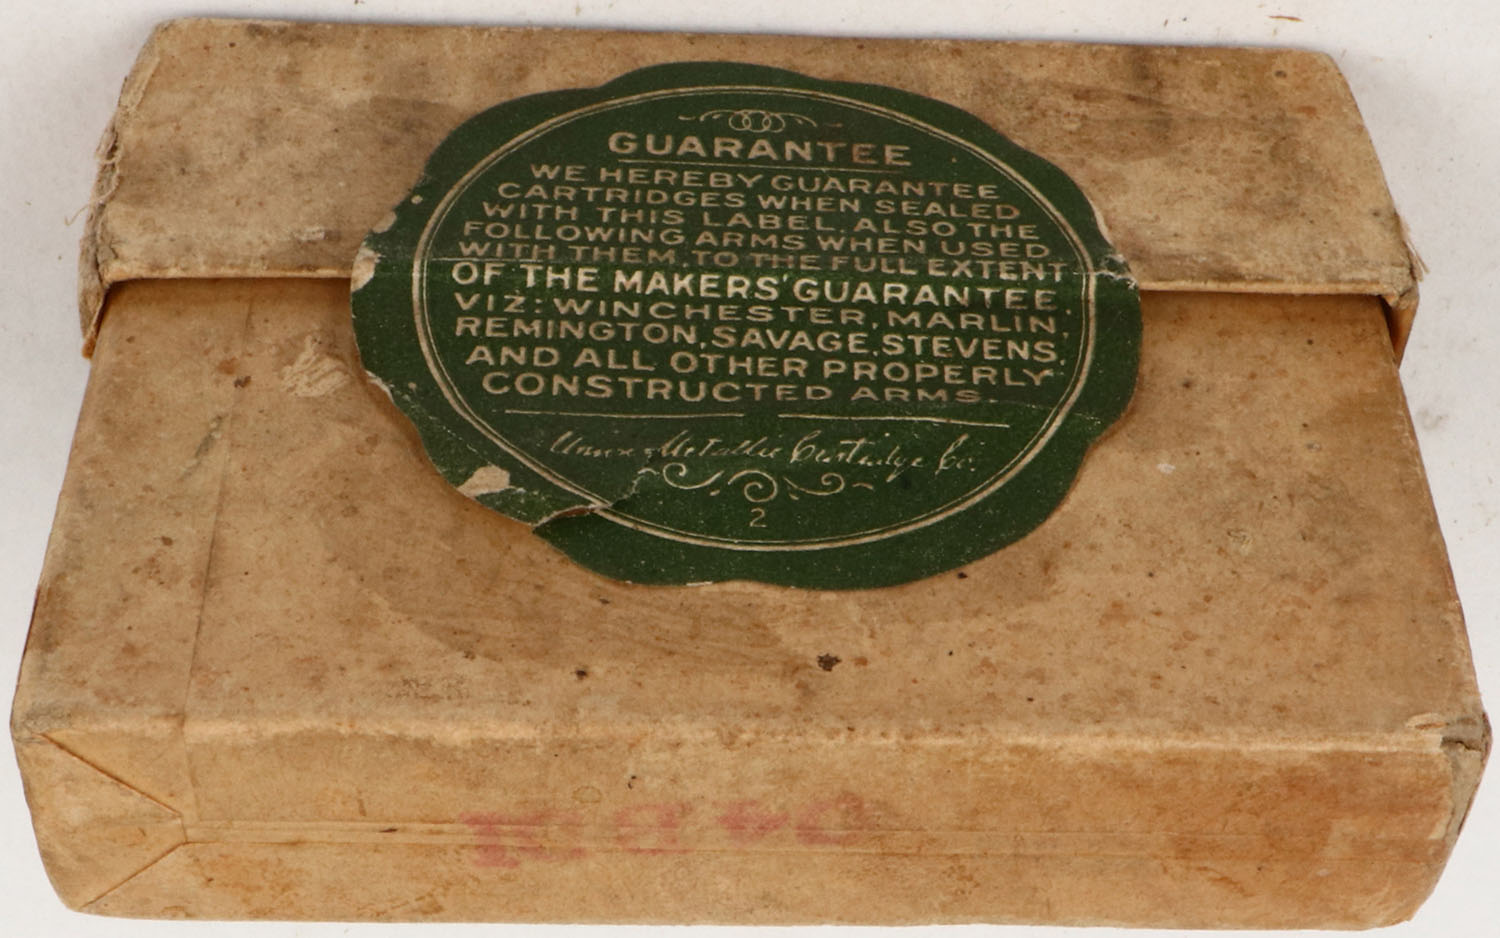 GUARANTEE
WE HEREBY GUARANTEE
CARTRIDGES WHEN SEALED
WITH THIS LABEL, ALSO THE
FOLLOWING ARMS WHEN USED
WITH THEM, TO THE FULL EXTENT
OF THE MAKERS' GUARANTEE,
VIZ: WINCHESTER, MARLIN,
REMINGTON, SAVAGE, STEVENS,
AND ALL OTHER PROPERLY
CONSTRUCTED ARMS.
Union Metallic Cartridge Co.
2